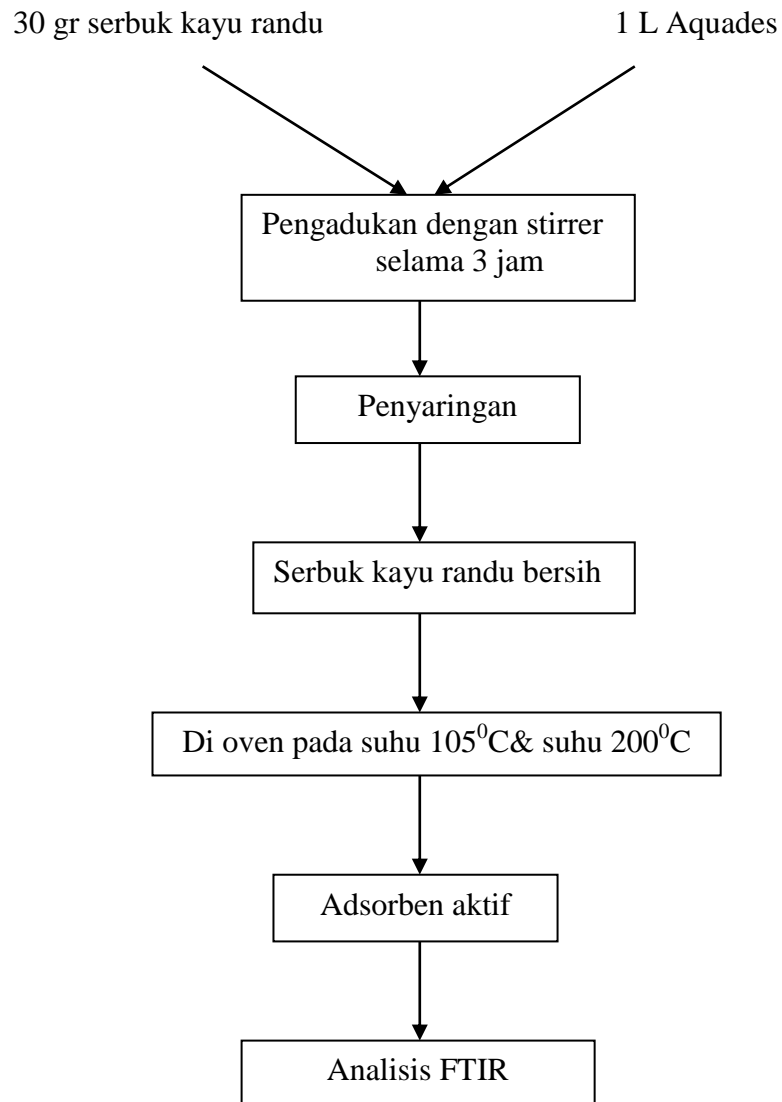 30 gr serbuk kayu randu
1 L Aquades
Pengadukan dengan stirrer
selama 3 jam
Penyaringan
Serbuk kayu randu bersih
Di oven pada suhu 105⁰C& suhu 200⁰C
Adsorben aktif
Analisis FTIR